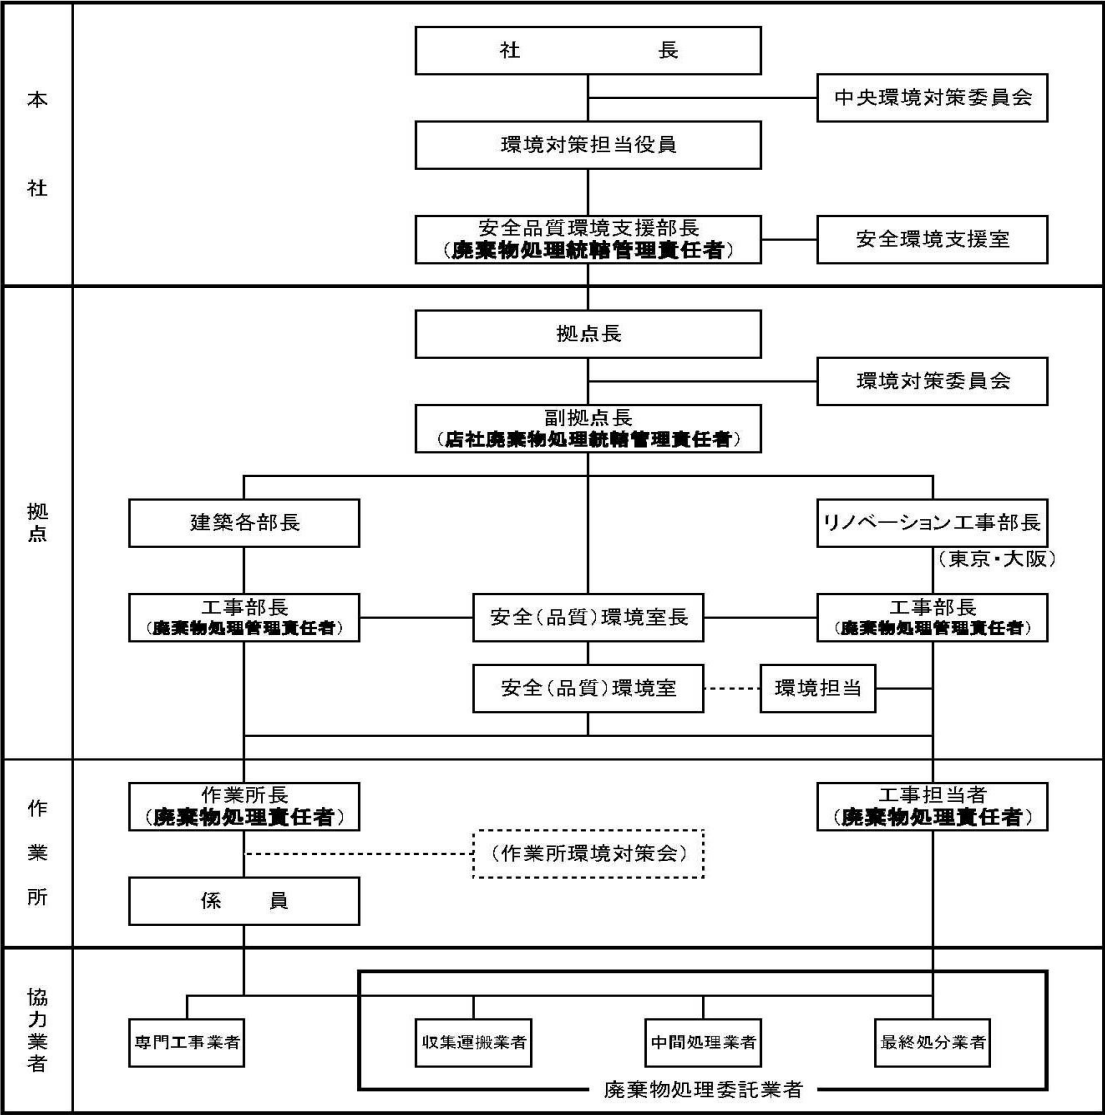 本社
社　長
中央環境対策委員会
環境対策担当役員
安全品質環境支援部長
（廃棄物処理統轄管理責任者）
安全環境支援室
拠点
拠点長
環境対策委員会
副拠点長
（店社廃棄物処理統轄管理責任者）
建築各部長
リノベーション工事部長
（東京・大阪）
工事部長
（廃棄物処理管理責任者）
安全（品質）環境室長
工事部長
（廃棄物処理管理責任者）
安全（品質）環境室
環境担当
作業所
作業所長
（廃棄物処理責任者）
工事担当者
（廃棄物処理責任者）
（作業所環境対策会）
係　員
協力業者
専門工事業者
収集運搬業者
中間処理業者
最終処分業者
廃棄物処理委託業者